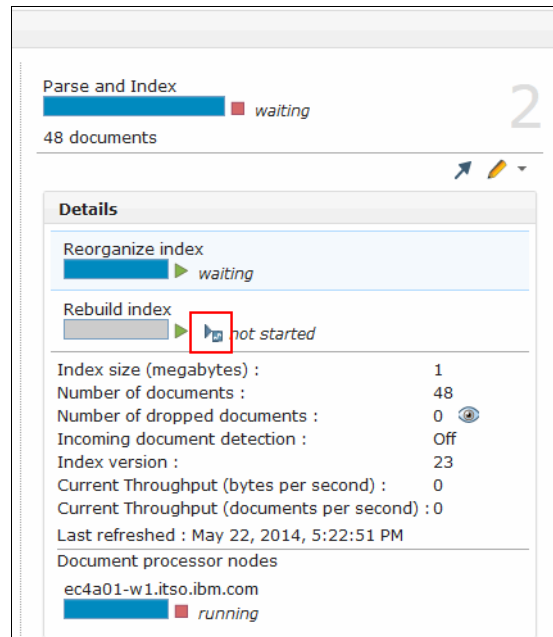 Parse and Index
waiting
2
48 documents
Details
Reorganize index
waiting
Rebuild index
not started
Index size (megabytes) : 1
Number of documents : 48
Number of dropped documents : 0
Incoming document detection : Off
Index version : 23
Current Throughput (bytes per second) : 0
Current Throughput (documents per second) : 0
Last refreshed : May 22, 2014, 5:22:51 PM
Document processor nodes
ec4a01-w1.itso.ibm.com
running